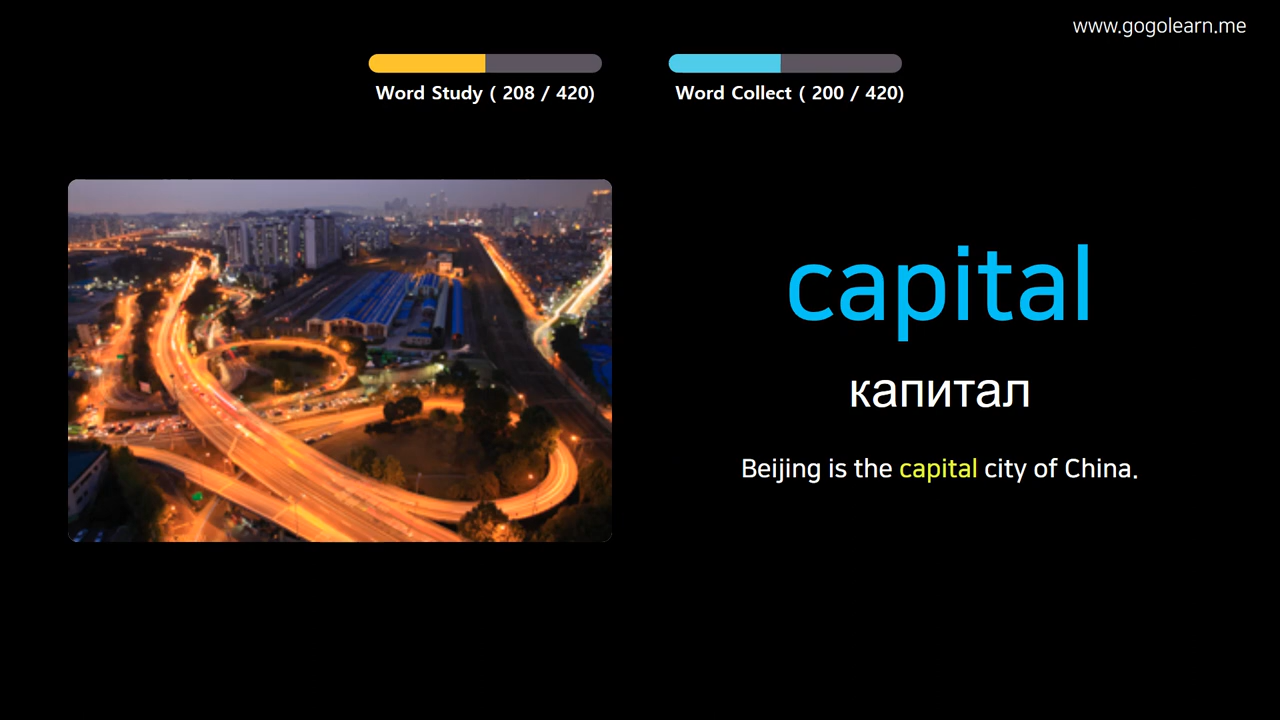 www.gogolearn.me
Word Study ( 208 / 420)
Word Collect ( 200 / 420)
capital
капитал
Beijing is the capital city of China.